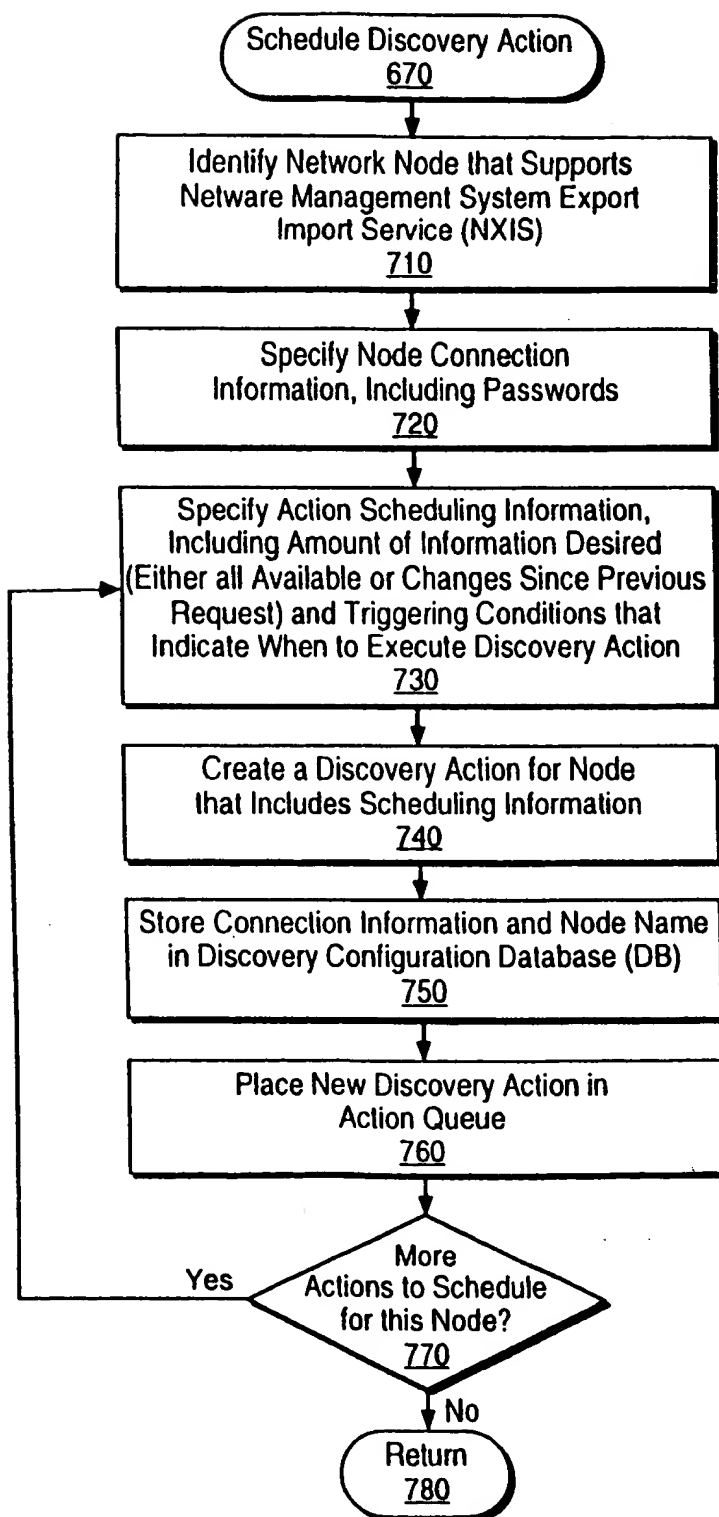 Schedule Discovery Action
670
Identify Network Node that Supports
Netware Management System Export
Import Service (NXIS)
710
Specify Node Connection
Information, Including Passwords
720
Specify Action Scheduling Information,
Including Amount of Information Desired
(Either all Available or Changes Since Previous
Request) and Triggering Conditions that
Indicate When to Execute Discovery Action
730
Create a Discovery Action for Node
that Includes Scheduling Information
740
Store Connection Information and Node Name
in Discovery Configuration Database (DB)
750
Place New Discovery Action in
Action Queue
760
More
Actions to Schedule
for this Node?
770
Yes
No
Return
780